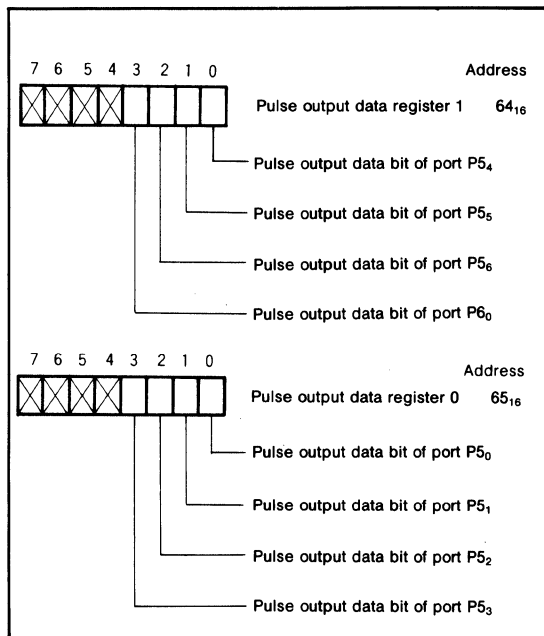 7 6 5 4 3 2 1 0
Address
Pulse output data register 1 64₁₆
Pulse output data bit of port P5₄
Pulse output data bit of port P5₅
Pulse output data bit of port P5₆
Pulse output data bit of port P6₀
7 6 5 4 3 2 1 0
Address
Pulse output data register 0 65₁₆
Pulse output data bit of port P5₀
Pulse output data bit of port P5₁
Pulse output data bit of port P5₂
Pulse output data bit of port P5₃